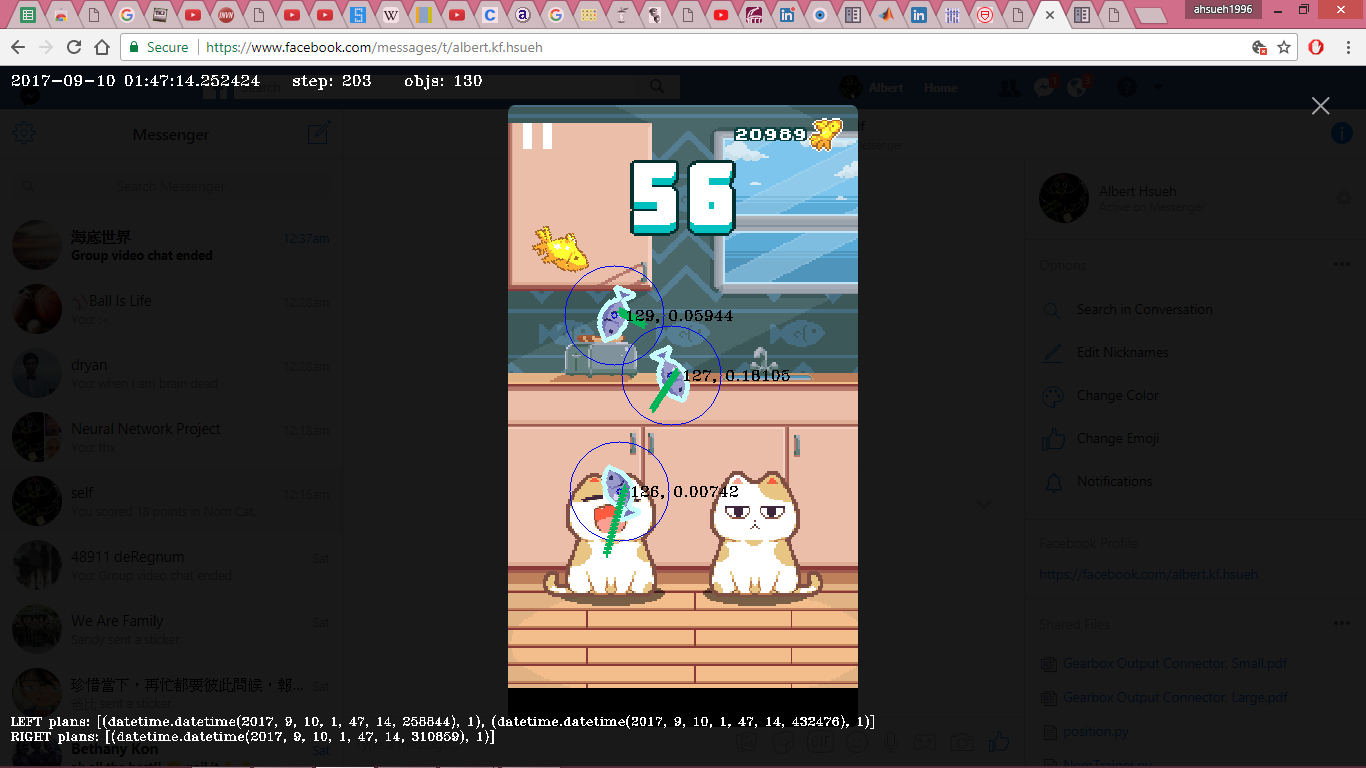 ahsueh1996
Secure
https://www.facebook.com/messages/t/albert.kf.hsueh
2017-09-10 01:47:14.252424 step: 203 objs: 130
Albert
Home
Messenger
Search Messenger
海底世界
12:37am
Group video chat ended
Ball Is Life
12:28am
dryan
12:28am
You: when I am brain dead
Neural Network Project
12:18am
You: thx
self
12:16am
You scored 18 points in Nom Cat.
48911 deRegnum
Sat
You: Group video chat ended
We Are Family
Sat
Sandy sent a sticker.
珍惜當下，再忙都要彼此問候，報...
Sat
Bethany Kon
Sat
20989
56
129, 0.05944
127, 0.18105
126, 0.00742
Albert Hsueh
Active on Messenger
Options
Search in Conversation
Edit Nicknames
Change Color
Change Emoji
Notifications
Facebook Profile
https://facebook.com/albert.kf.hsueh
Shared Files
Gearbox Output Connector, Small.pdf
Gearbox Output Connector, Large.pdf
position.py
NomTrainer.py
LEFT plans: [(datetime.datetime(2017, 9, 10, 1, 47, 14, 258844), 1), (datetime.datetime(2017, 9, 10, 1, 47, 14, 432476), 1)]
RIGET plans: [(datetime.datetime(2017, 9, 10, 1, 47, 14, 310859), 1)]